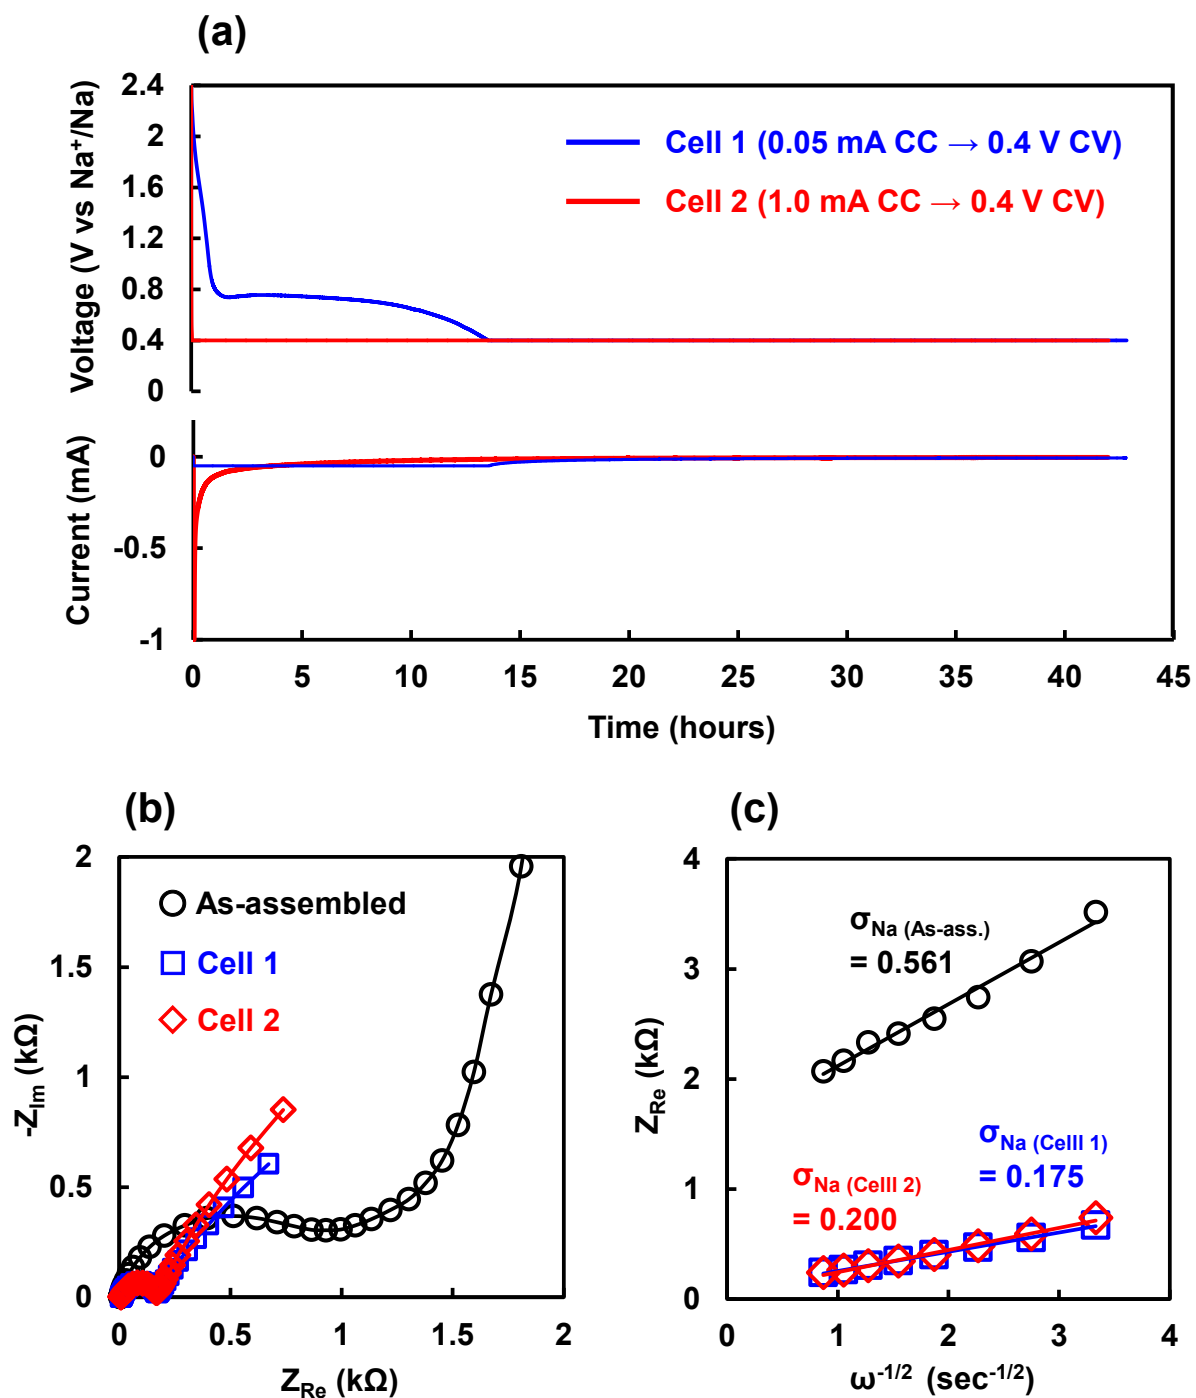 (a)
2.4
2
1.6
1.2
0.8
0.4
0
Voltage (V vs Na⁺/Na)
Cell 1 (0.05 mA CC → 0.4 V CV)
Cell 2 (1.0 mA CC → 0.4 V CV)
0
-0.5
-1
Current (mA)
0 5 10 15 20 25 30 35 40 45
Time (hours)
(b)
2
1.5
1
0.5
0
-Z_Im (kΩ)
As-assembled
Cell 1
Cell 2
0 0.5 1 1.5 2
Z_Re (kΩ)
(c)
4
3
2
1
0
Z_Re (kΩ)
σ_Na (As-ass.)
= 0.561
σ_Na (Celll 1)
= 0.175
σ_Na (Celll 2)
= 0.200
0 1 2 3 4
ω^-1/2 (sec^-1/2)